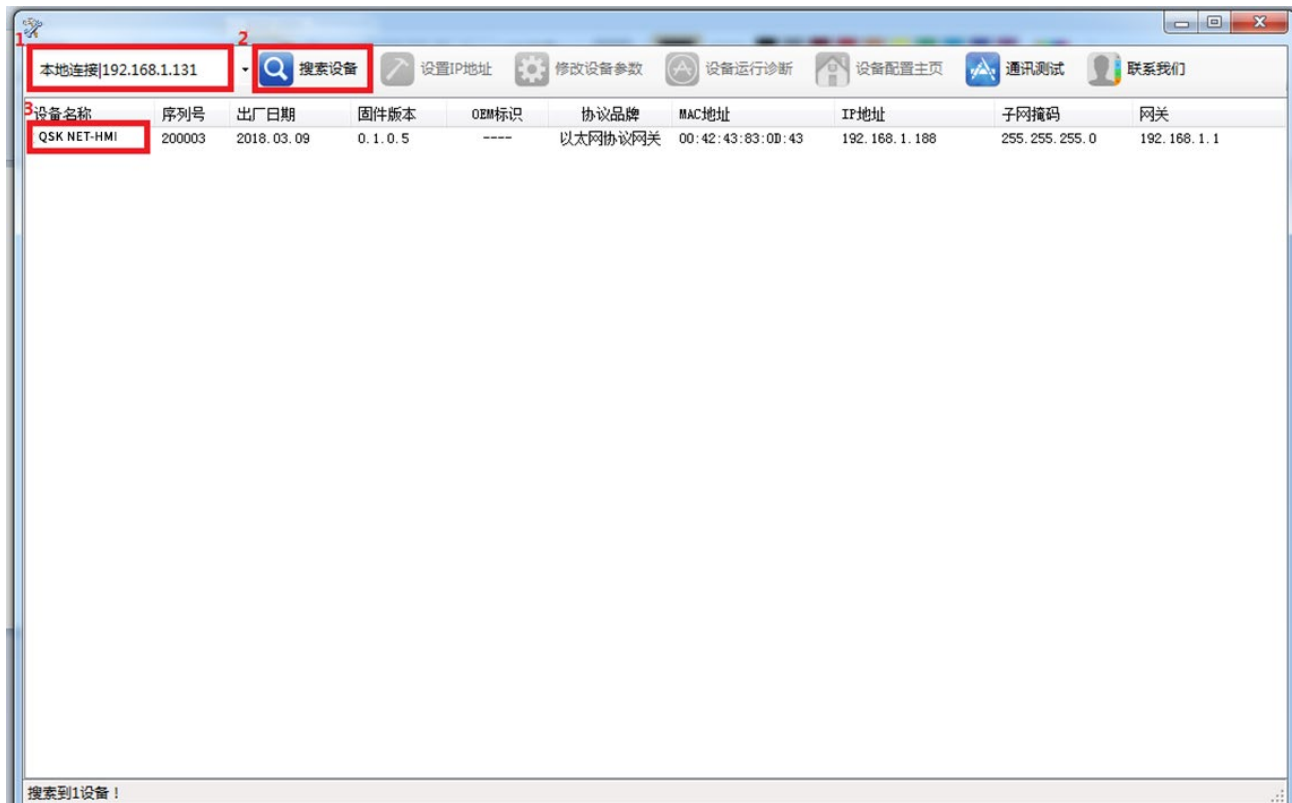 1 2
本地连接|192.168.1.131 搜索设备 设置IP地址 修改设备参数 设备运行诊断 设备配置主页 通讯测试 联系我们
3 设备名称 序列号 出厂日期 固件版本 OEM标识 协议品牌 MAC地址 IP地址 子网掩码 网关
QSK NET-HMI 200003 2018.03.09 0.1.0.5 ---- 以太网协议网关 00:42:43:83:0D:43 192.168.1.188 255.255.255.0 192.168.1.1
搜索到1设备！